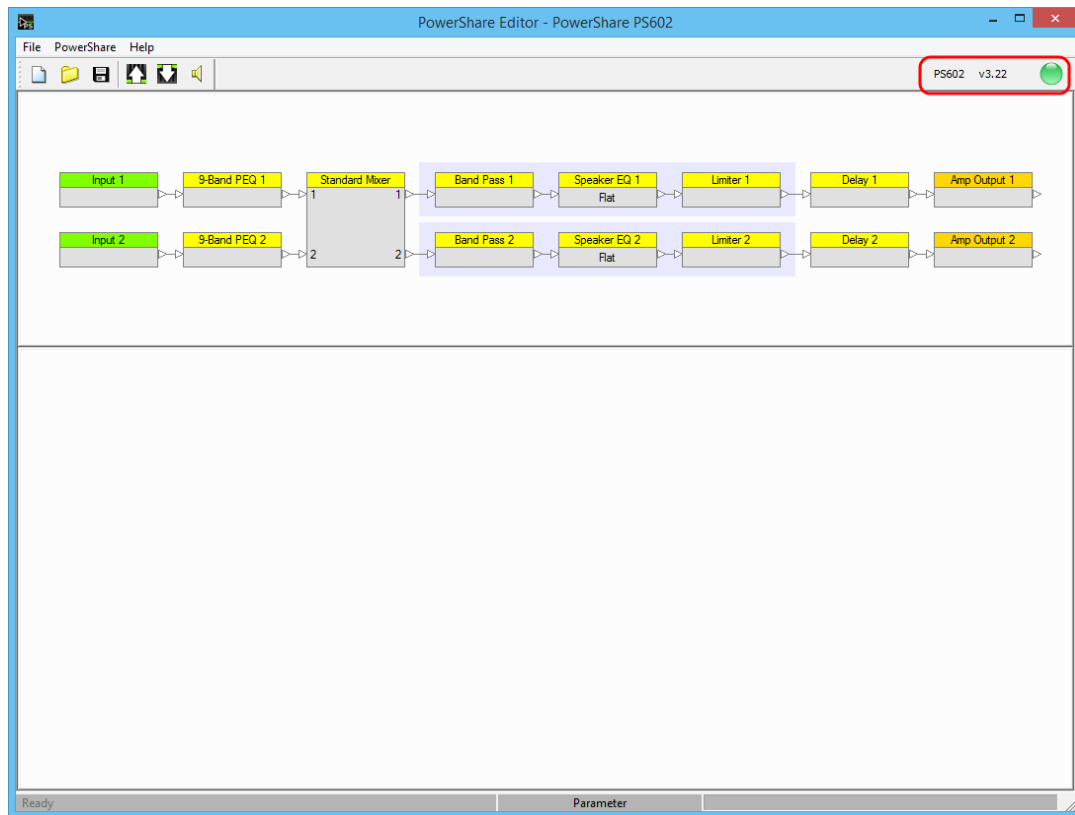 PowerShare Editor - PowerShare PS602
File PowerShare Help
PS602 v3.22
Input 1 9-Band PEQ 1 Standard Mixer Band Pass 1 Speaker EQ 1 Limiter 1 Delay 1 Amp Output 1
1 1 Flat
Input 2 9-Band PEQ 2 Band Pass 2 Speaker EQ 2 Limiter 2 Delay 2 Amp Output 2
2 2 Flat
Ready Parameter